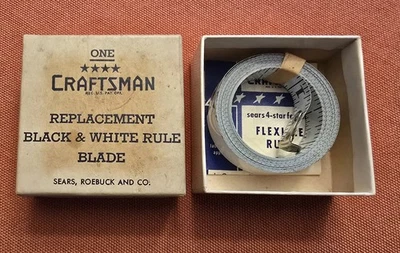 ONE
CRAFTSMAN
REG. U.S. PAT. OFF.
REPLACEMENT
BLACK & WHITE RULE
BLADE
SEARS, ROEBUCK AND CO.
CRAFTSMAN
sears 4-star
FLEXIBLE
RU